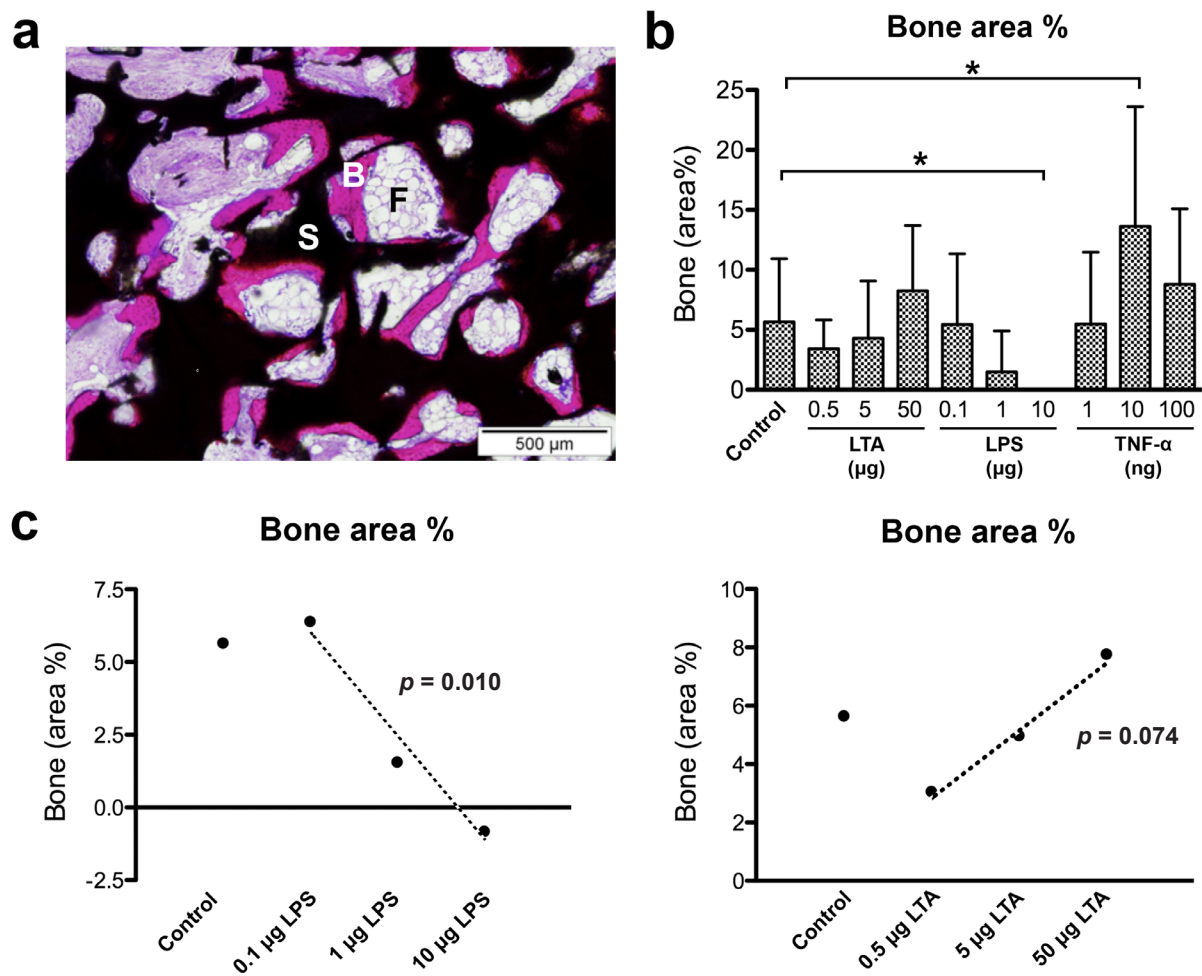 a
B
F
S
500 µm
b
Bone area %
*
*
Bone (area%)
25
20
15
10
5
0
Control
0.5 5 50 0.1 1 10 1 10 100
LTA LPS TNF-α
(µg) (µg) (ng)
c
Bone area %
Bone (area %)
7.5
5.0
2.5
0.0
-2.5
p = 0.010
Control
0.1 µg LPS
1 µg LPS
10 µg LPS
Bone area %
Bone (area %)
10
8
6
4
2
0
p = 0.074
Control
0.5 µg LTA
5 µg LTA
50 µg LTA